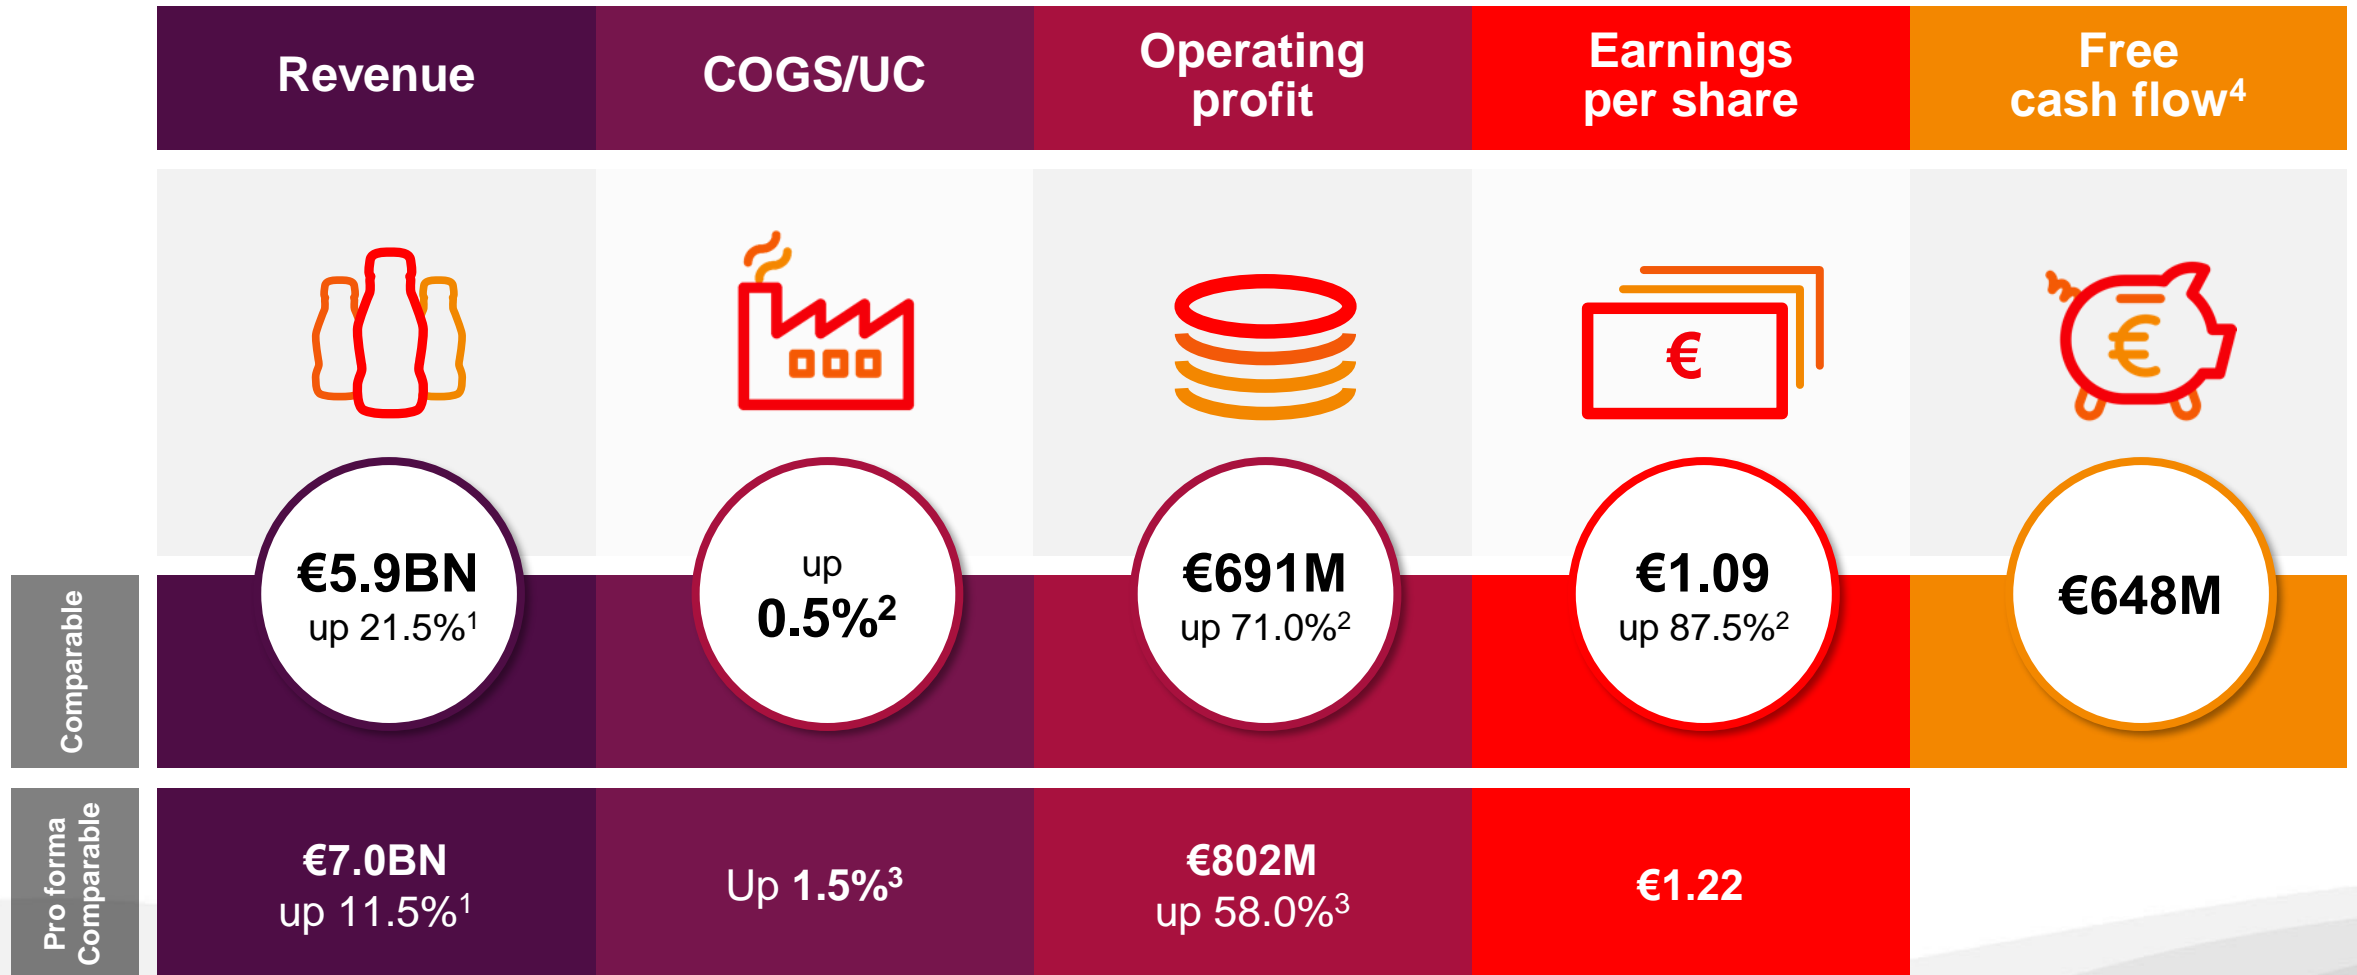 Revenue
COGS/UC
Operating
profit
Earnings
per share
Free
cash flow⁴
€
€
Comparable
€5.9BN
up 21.5%¹
up
0.5%²
€691M
up 71.0%²
€1.09
up 87.5%²
€648M
Pro forma
Comparable
€7.0BN
up 11.5%¹
Up 1.5%³
€802M
up 58.0%³
€1.22